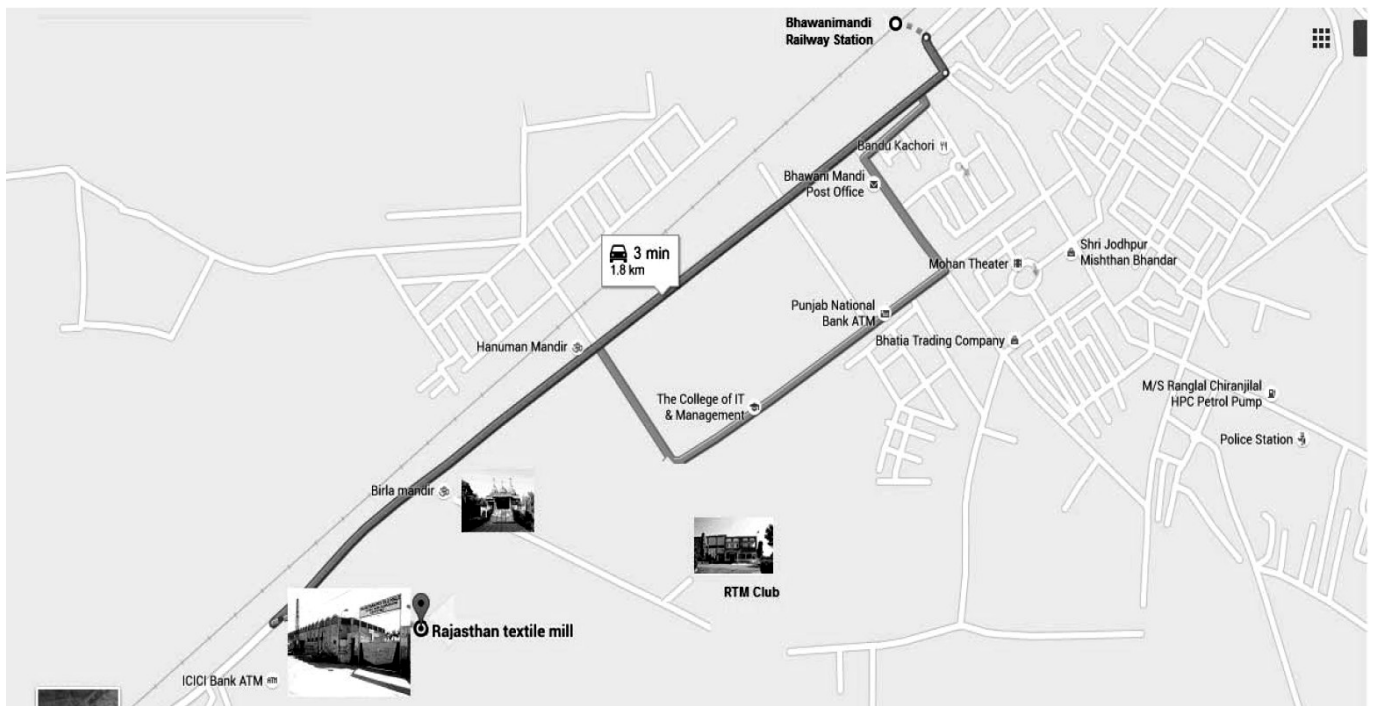 Bhawanimandi
Railway Station
Bandu Kachori
Bhawani Mandi
Post Office
Shri Jodhpur
Mishthan Bhandar
Mohan Theater
3 min
1.8 km
Punjab National
Bank ATM
Bhatia Trading Company
Hanuman Mandir
M/S Ranglal Chiranjilal
HPC Petrol Pump
The College of IT
& Management
Police Station
Birla mandir
RTM Club
Rajasthan textile mill
ICICI Bank ATM